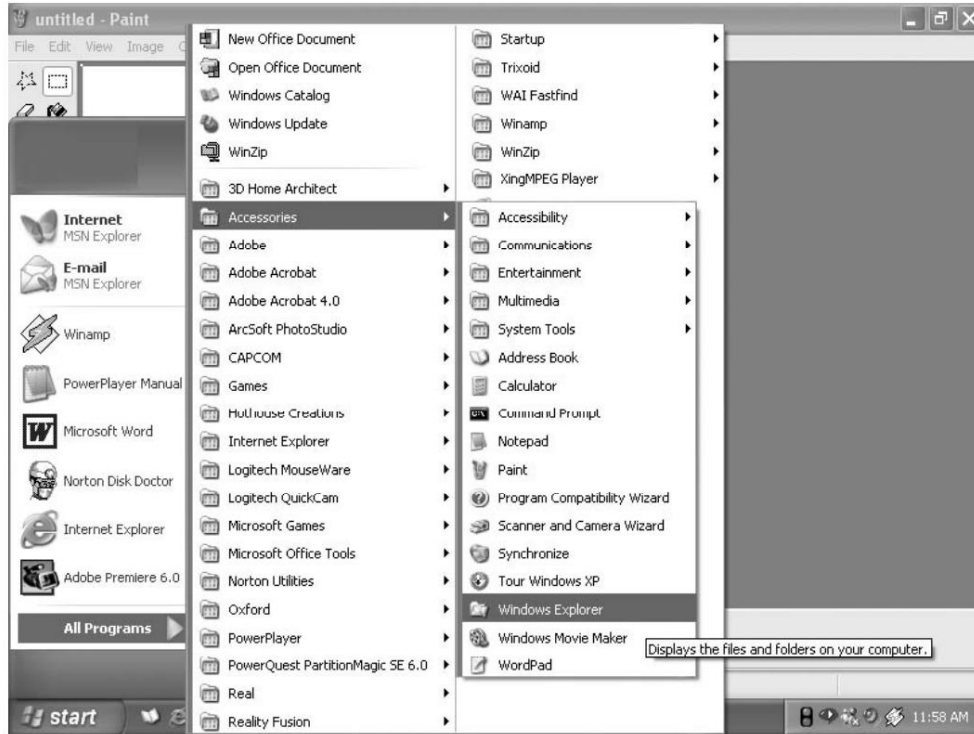 untitled - Paint
File Edit View Image
New Office Document
Open Office Document
Windows Catalog
Windows Update
WinZip
3D Home Architect
Accessories
Adobe
Adobe Acrobat
Adobe Acrobat 4.0
ArcSoft PhotoStudio
CAPCOM
Games
Hothouse Creations
Internet Explorer
Logitech MouseWare
Logitech QuickCam
Microsoft Games
Microsoft Office Tools
Norton Utilities
Oxford
PowerPlayer
PowerQuest PartitionMagic SE 6.0
Real
Reality Fusion
Startup
Trixoid
WAI Fastfind
Winamp
WinZip
XingMPEG Player
Accessibility
Communications
Entertainment
Multimedia
System Tools
Address Book
Calculator
Command Prompt
Notepad
Paint
Program Compatibility Wizard
Scanner and Camera Wizard
Synchronize
Tour Windows XP
Windows Explorer
Windows Movie Maker
WordPad
Displays the files and folders on your computer.
Internet
MSN Explorer
E-mail
MSN Explorer
Winamp
PowerPlayer Manual
Microsoft Word
Norton Disk Doctor
Internet Explorer
Adobe Premiere 6.0
All Programs
start
11:58 AM